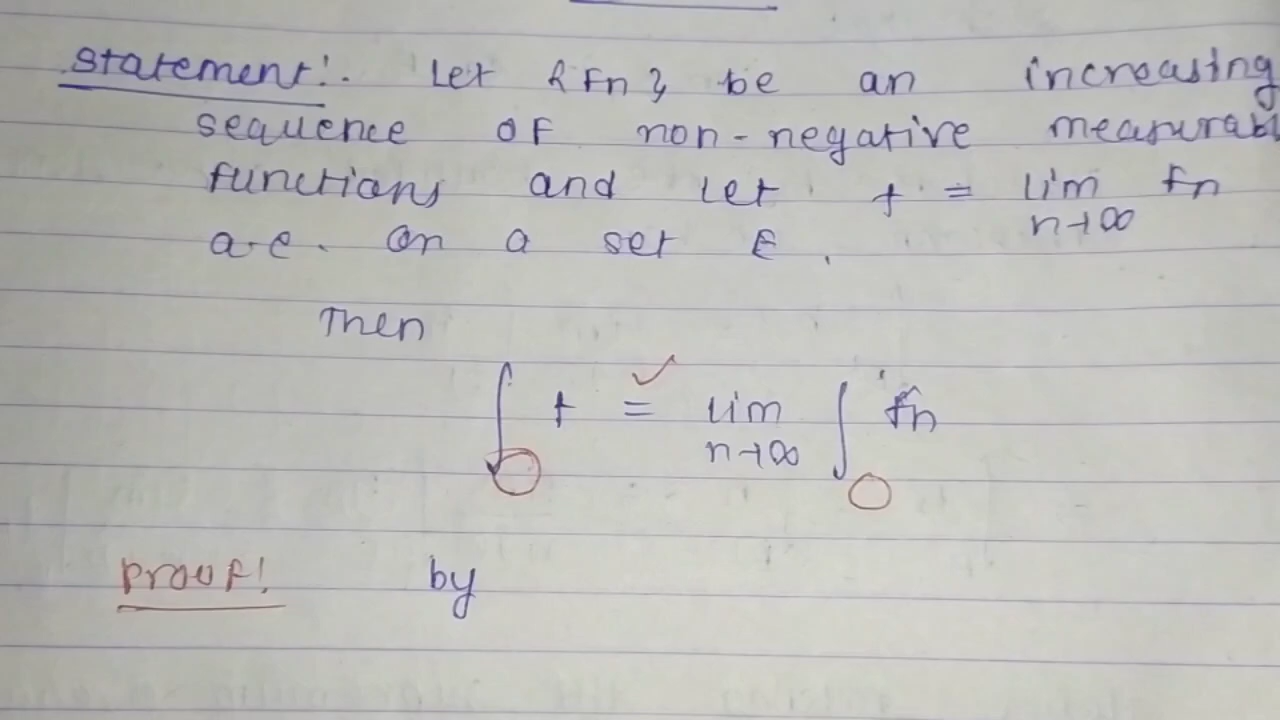 Statement:. Let {fn} be an increasing
sequence of non-negative measurabl
functions and let f = lim fn
n→∞
a.e. on a set E.
Then
∫ f = lim ∫ fn
n→∞
Proof! by